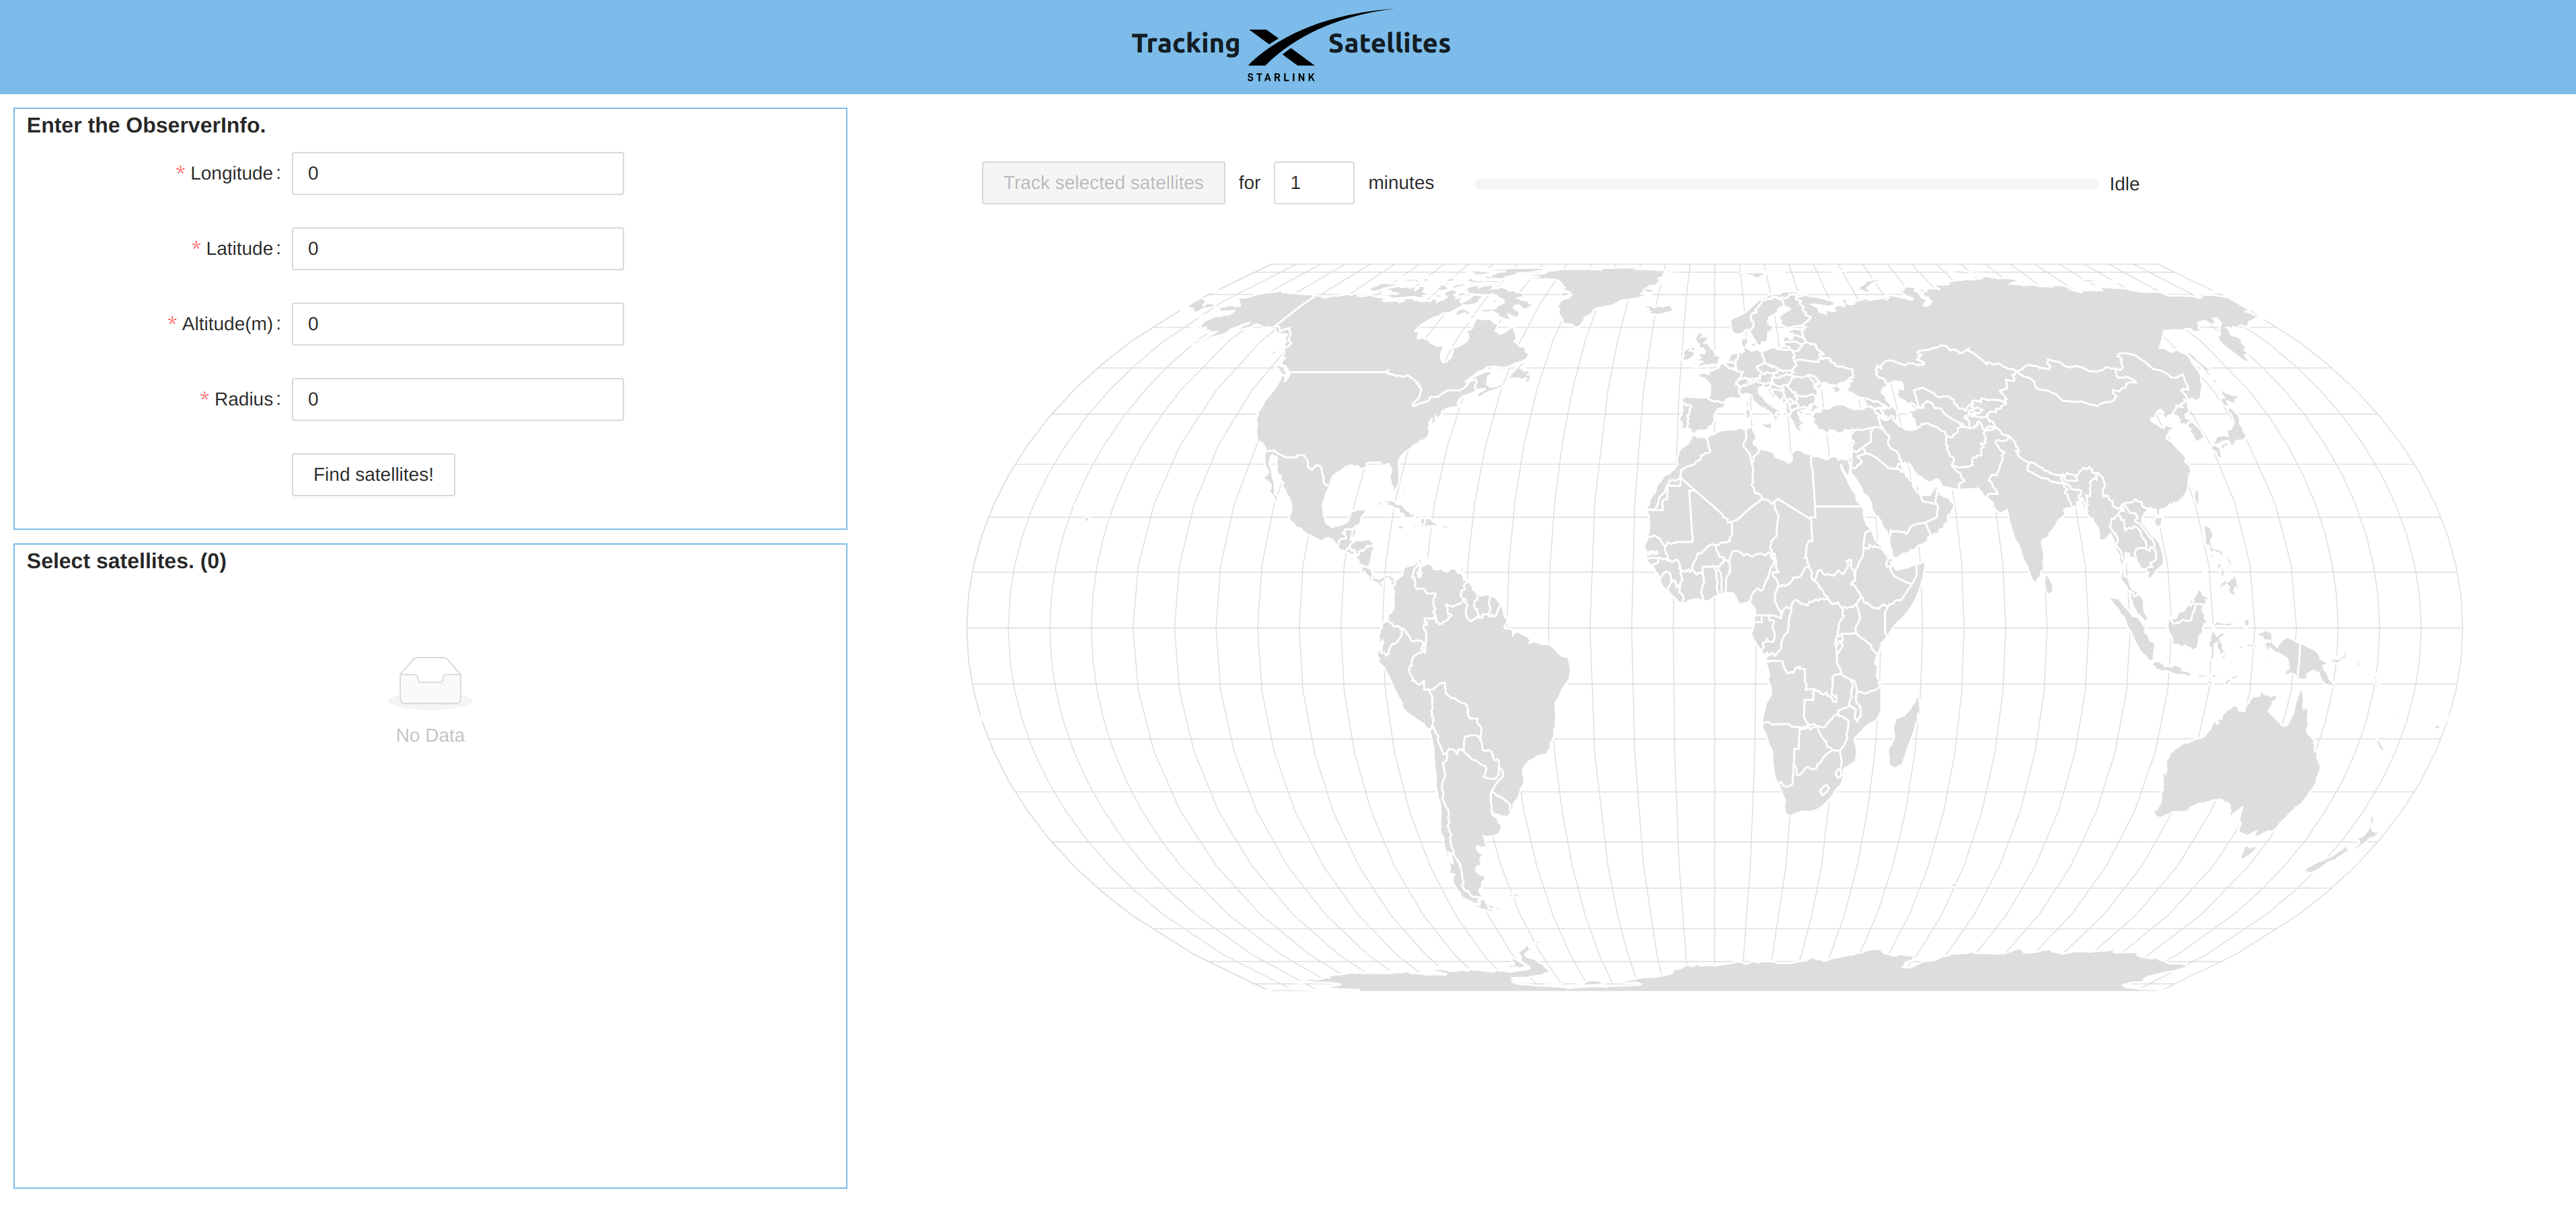 Tracking STARLINK Satellites
Enter the ObserverInfo.
* Longitude: 0
* Latitude: 0
* Altitude(m): 0
* Radius: 0
Find satellites!
Select satellites. (0)
No Data
Track selected satellites for 1 minutes Idle